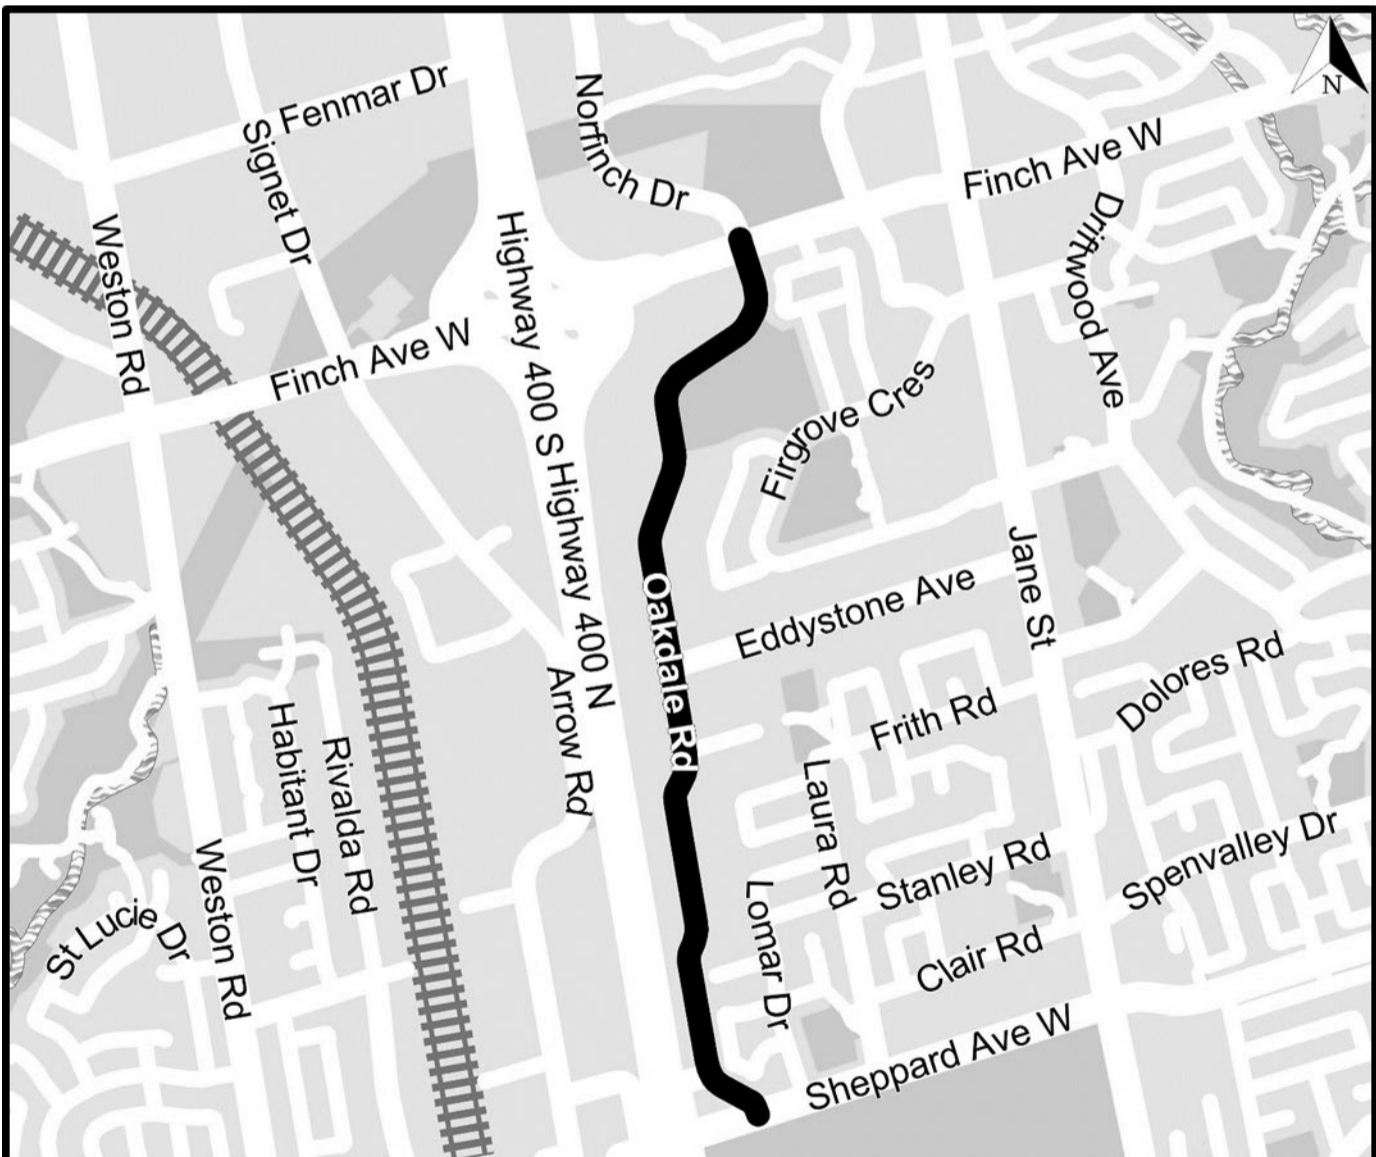 Fenmar Dr
Norfinch Dr
N
Signet Dr
Finch Ave W
Weston Rd
Highway 400 S
Driftwood Ave
Finch Ave W
Firgrove Cres
Highway 400 N
Jane St
Oakdale Rd
Eddystone Ave
Arrow Rd
Dolores Rd
Frith Rd
Habitant Dr
Rivalda Rd
Laura Rd
Stanley Rd
Spenvalley Dr
Weston Rd
Lomar Dr
St Lucie Dr
Clair Rd
Sheppard Ave W